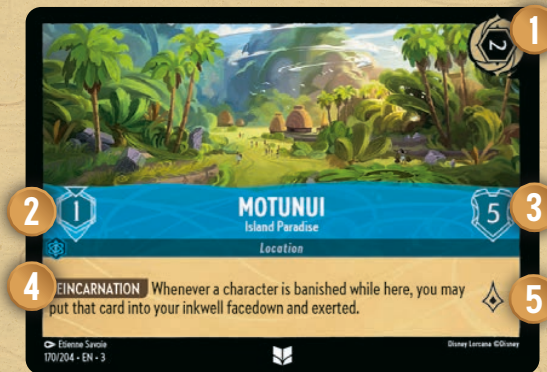 1
2
2
1
MOTUNUI
5
3
Island Paradise
Location
4
EINCARNATION Whenever a character is banished while here, you may
put that card into your inkwell facedown and exerted.
5
Etienne Savoie
Disney Lorcana ©Disney
170/204 • EN • 3